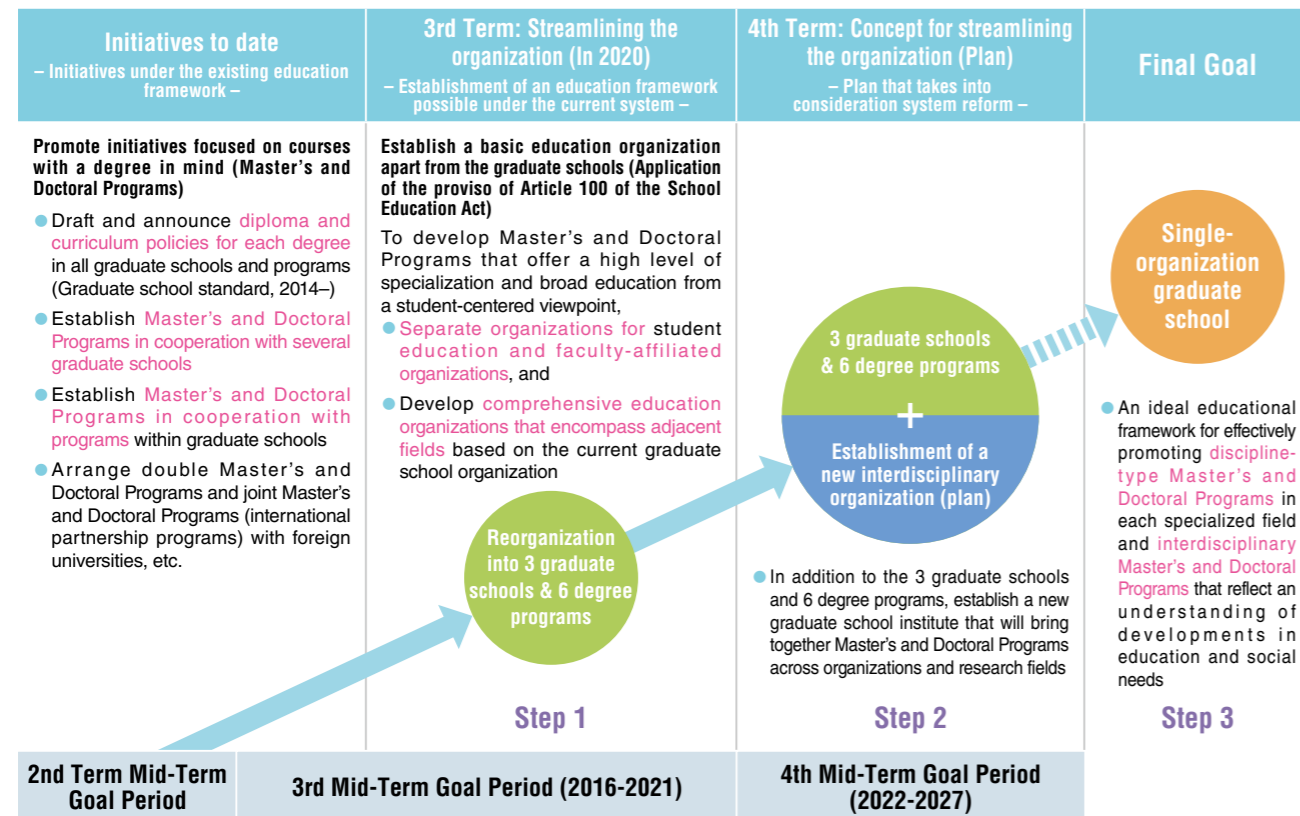 Initiatives to date
– Initiatives under the existing education
framework –
3rd Term: Streamlining the
organization (In 2020)
– Establishment of an education framework
possible under the current system –
4th Term: Concept for streamlining
the organization (Plan)
– Plan that takes into
consideration system reform –
Final Goal
Promote initiatives focused on courses
with a degree in mind (Master's and
Doctoral Programs)
● Draft and announce diploma and
curriculum policies for each degree
in all graduate schools and programs
(Graduate school standard, 2014–)
● Establish Master's and Doctoral
Programs in cooperation with several
graduate schools
● Establish Master's and Doctoral
Programs in cooperation with
programs within graduate schools
● Arrange double Master's and
Doctoral Programs and joint Master's
and Doctoral Programs (international
partnership programs) with foreign
universities, etc.
Establish a basic education organization
apart from the graduate schools (Application
of the proviso of Article 100 of the School
Education Act)
To develop Master's and Doctoral
Programs that offer a high level of
specialization and broad education from
a student-centered viewpoint,
● Separate organizations for student
education and faculty-affiliated
organizations, and
● Develop comprehensive education
organizations that encompass adjacent
fields based on the current graduate
school organization
Reorganization
into 3 graduate
schools & 6 degree
programs
Step 1
3 graduate schools
& 6 degree programs
+
Establishment of a
new interdisciplinary
organization (plan)
● In addition to the 3 graduate schools
and 6 degree programs, establish a new
graduate school institute that will bring
together Master's and Doctoral Programs
across organizations and research fields
Step 2
Single-
organization
graduate
school
● An ideal educational
framework for effectively
promoting discipline-
type Master's and
Doctoral Programs in
each specialized field
and interdisciplinary
Master's and Doctoral
Programs that reflect an
understanding of
developments in
education and social
needs
Step 3
2nd Term Mid-Term
Goal Period
3rd Mid-Term Goal Period (2016-2021)
4th Mid-Term Goal Period
(2022-2027)